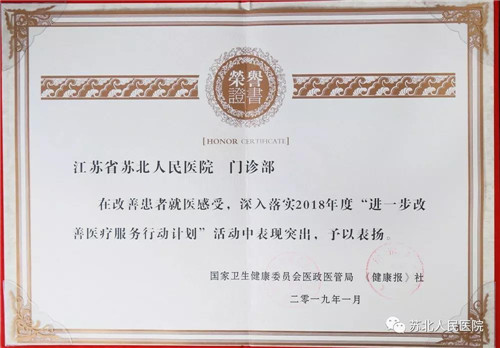 榮譽
證書
[HONOR CERTIFICATE]
江苏省苏北人民医院 门诊部
在改善患者就医感受，深入落实2018年度“进一步改
善医疗服务行动计划”活动中表现突出，予以表扬。
国家卫生健康委员会医政医管局 《健康报》社
二零一九年一月
苏北人民医院